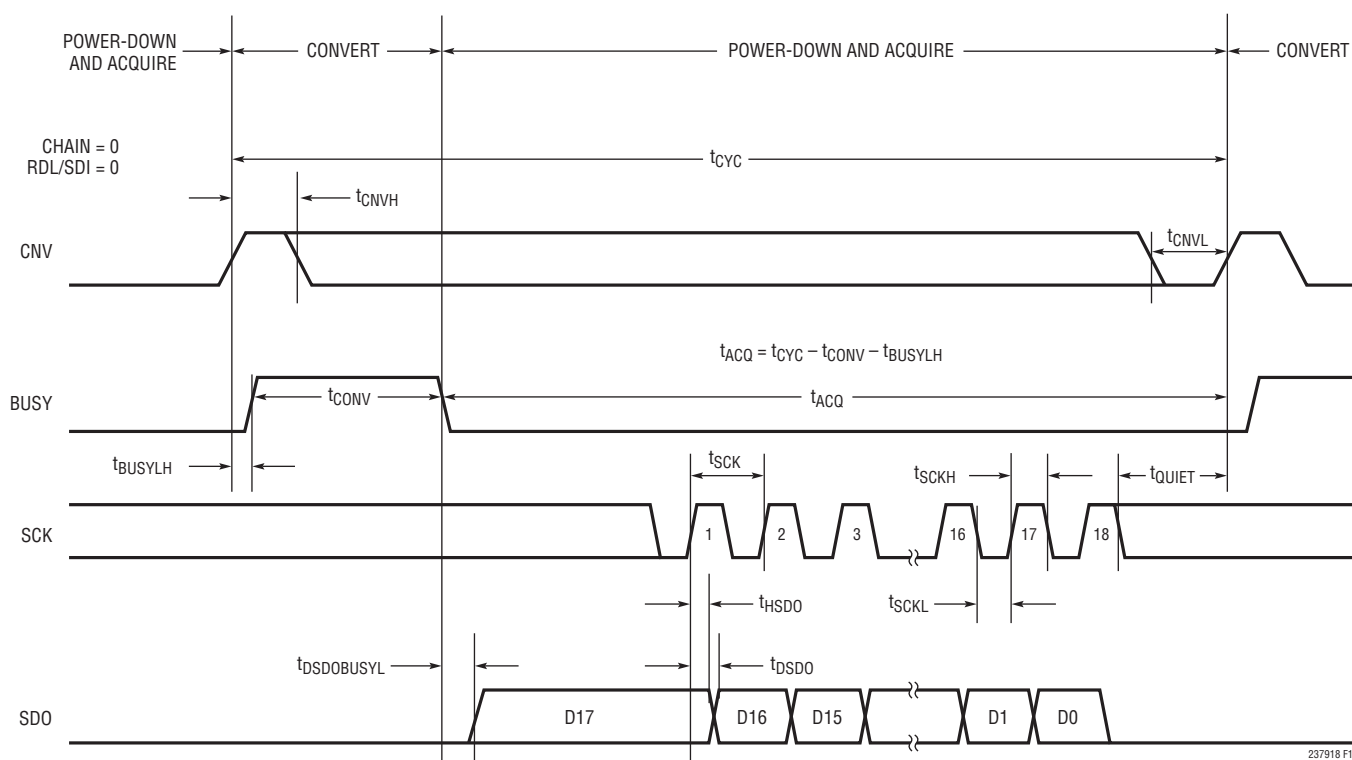 POWER-DOWN
AND ACQUIRE
CONVERT
POWER-DOWN AND ACQUIRE
CONVERT
CHAIN = 0
RDL/SDI = 0
tCYC
tCNVH
CNV
tCNVL
tACQ = tCYC – tCONV – tBUSYLH
BUSY
tCONV
tACQ
tBUSYLH
tSCK
tSCKH
tQUIET
SCK
1
2
3
16
17
18
tHSDO
tSCKL
tDSDOBUSYL
tDSDO
SDO
D17
D16
D15
D1
D0
237918 F1